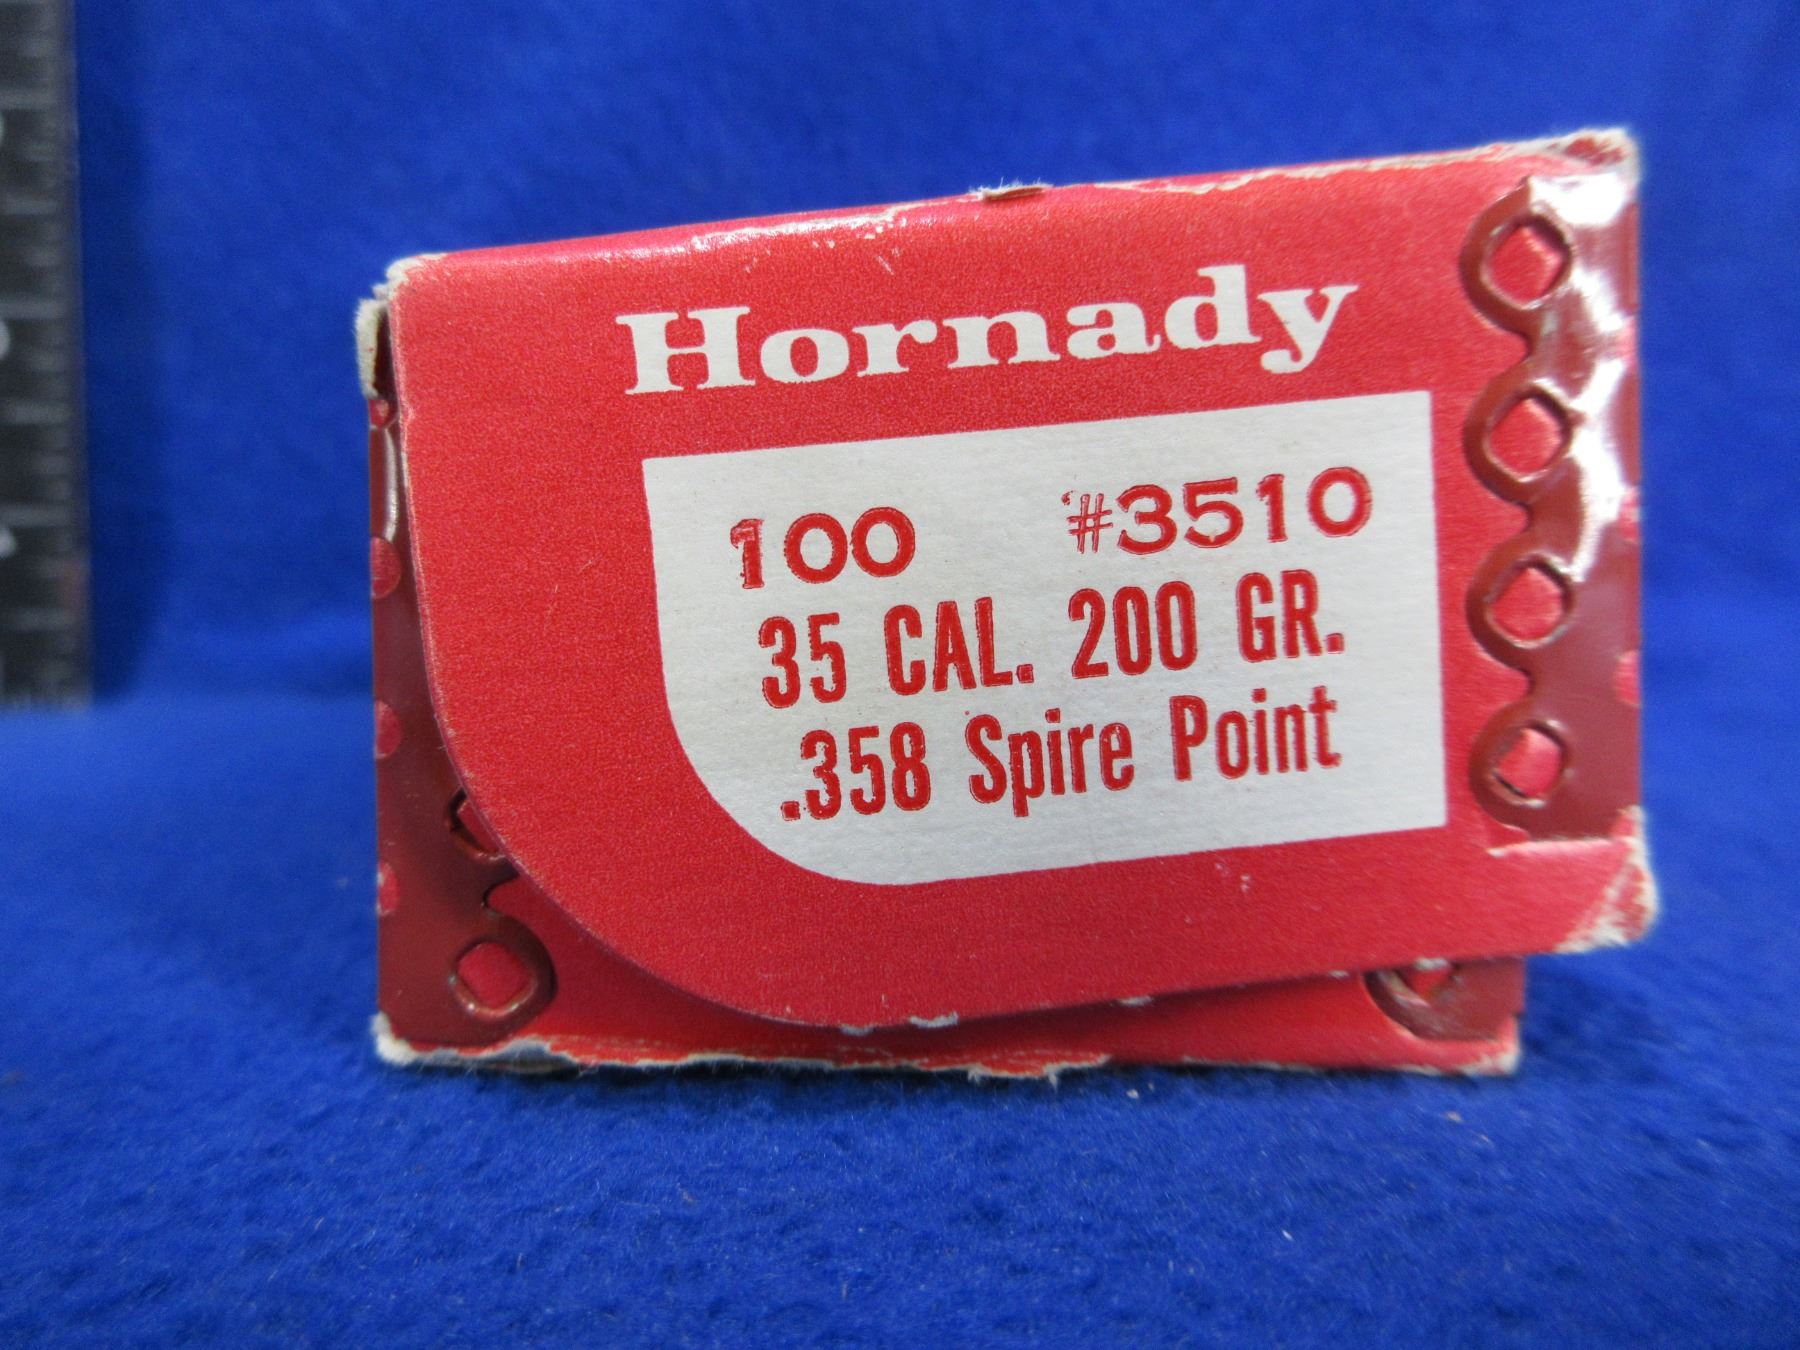 Hornady
100 #3510
35 CAL. 200 GR.
.358 Spire Point